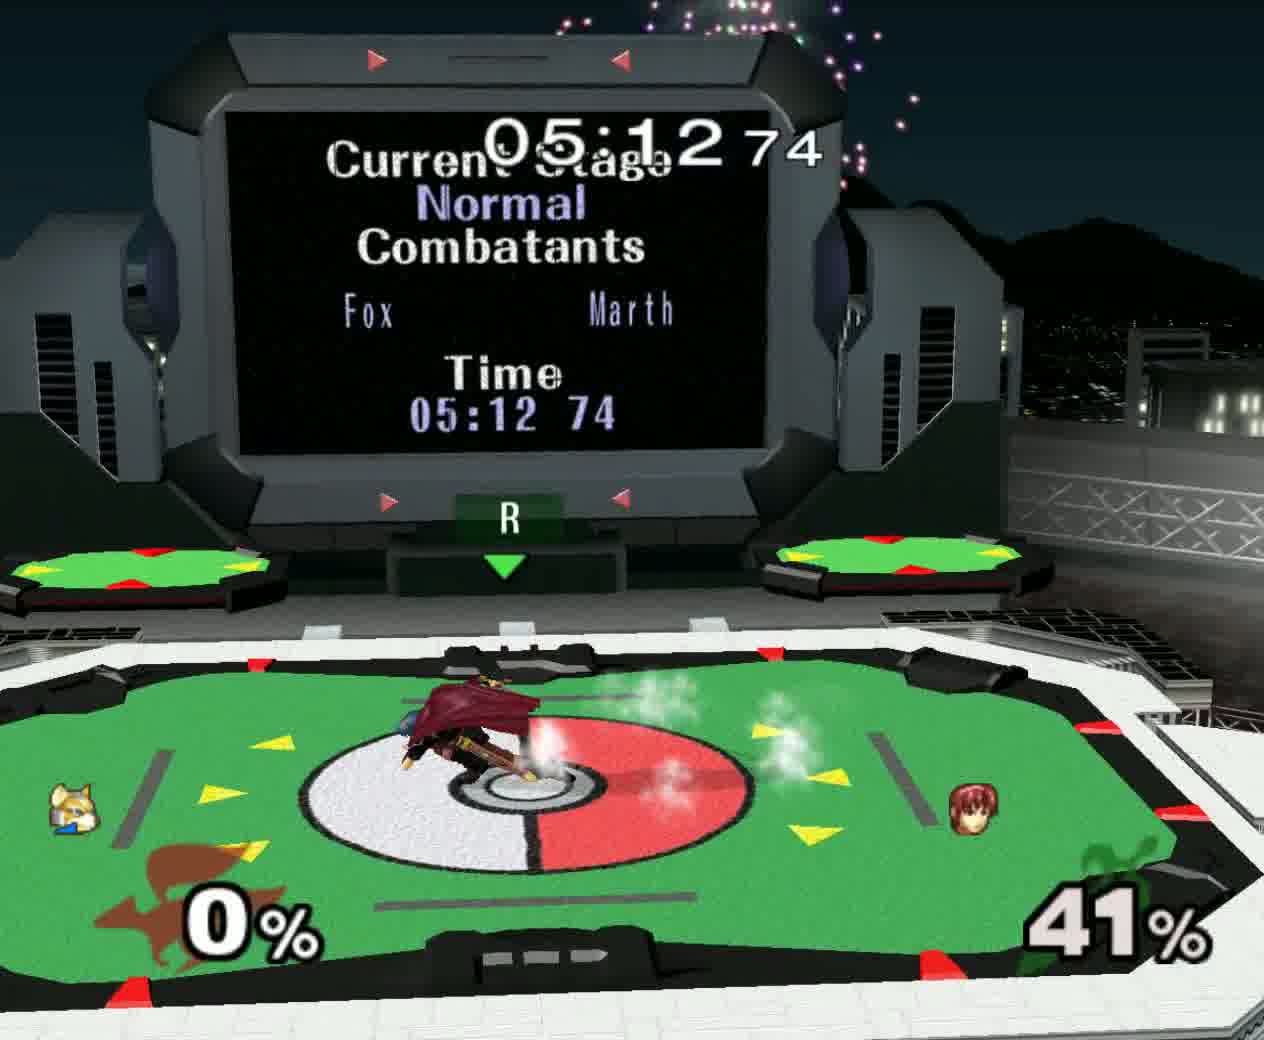 05:12 74
Current Stage
Normal
Combatants
Fox Marth
Time
05:12 74
R
0% 41%